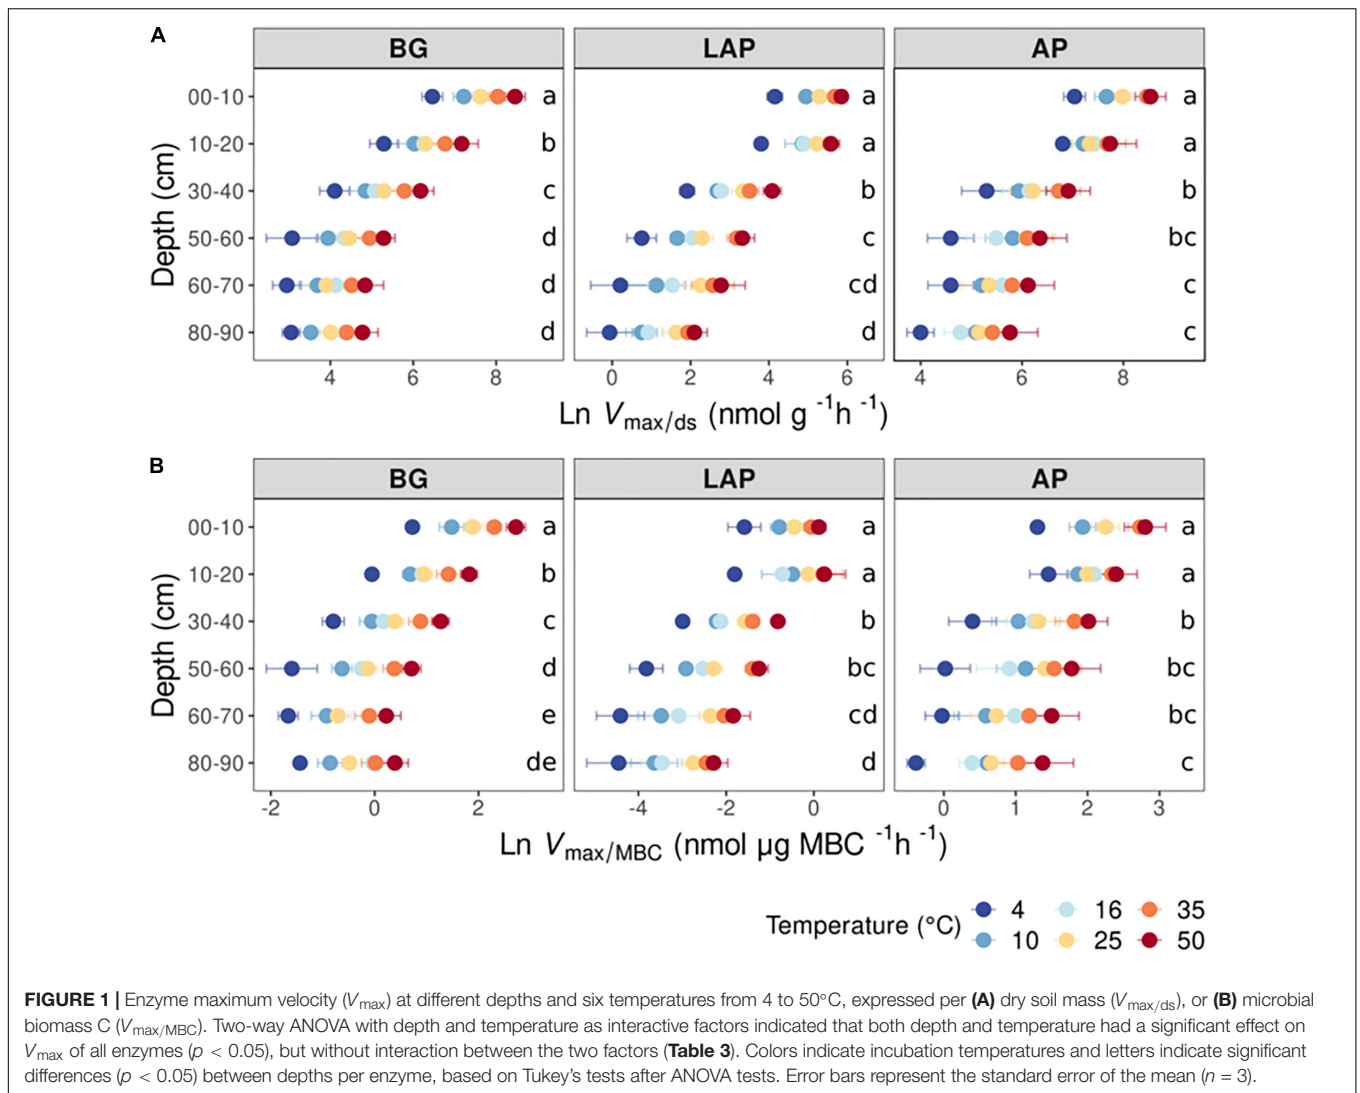 A
BG LAP AP
00-10 a a a
10-20 b a a
30-40 c b b
50-60 d c bc
60-70 d cd c
80-90 d d c
Depth (cm)
4 6 8 0 2 4 6 4 6 8
Ln Vmax/ds (nmol g -1h -1)
B
BG LAP AP
00-10 a a a
10-20 b a a
30-40 c b b
50-60 d bc bc
60-70 e cd bc
80-90 de d c
Depth (cm)
-2 0 2 -4 -2 0 0 1 2 3
Ln Vmax/MBC (nmol µg MBC -1h -1)
Temperature (°C) 4 16 35
10 25 50
FIGURE 1 | Enzyme maximum velocity (Vmax) at different depths and six temperatures from 4 to 50°C, expressed per (A) dry soil mass (Vmax/ds), or (B) microbial
biomass C (Vmax/MBC). Two-way ANOVA with depth and temperature as interactive factors indicated that both depth and temperature had a significant effect on
Vmax of all enzymes (p < 0.05), but without interaction between the two factors (Table 3). Colors indicate incubation temperatures and letters indicate significant
differences (p < 0.05) between depths per enzyme, based on Tukey's tests after ANOVA tests. Error bars represent the standard error of the mean (n = 3).